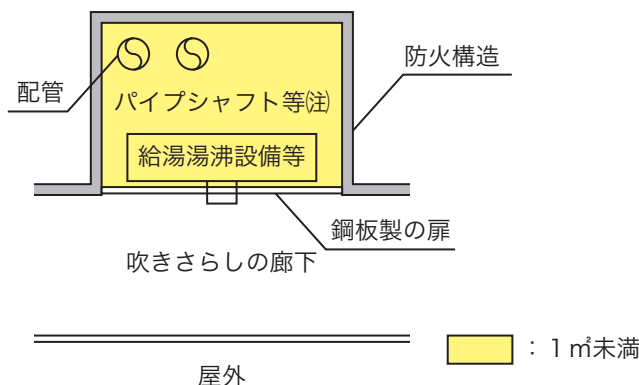 防火構造
配管
パイプシャフト等㊟
給湯湯沸設備等
鋼板製の扉
吹きさらしの廊下
：1㎡未満
屋外